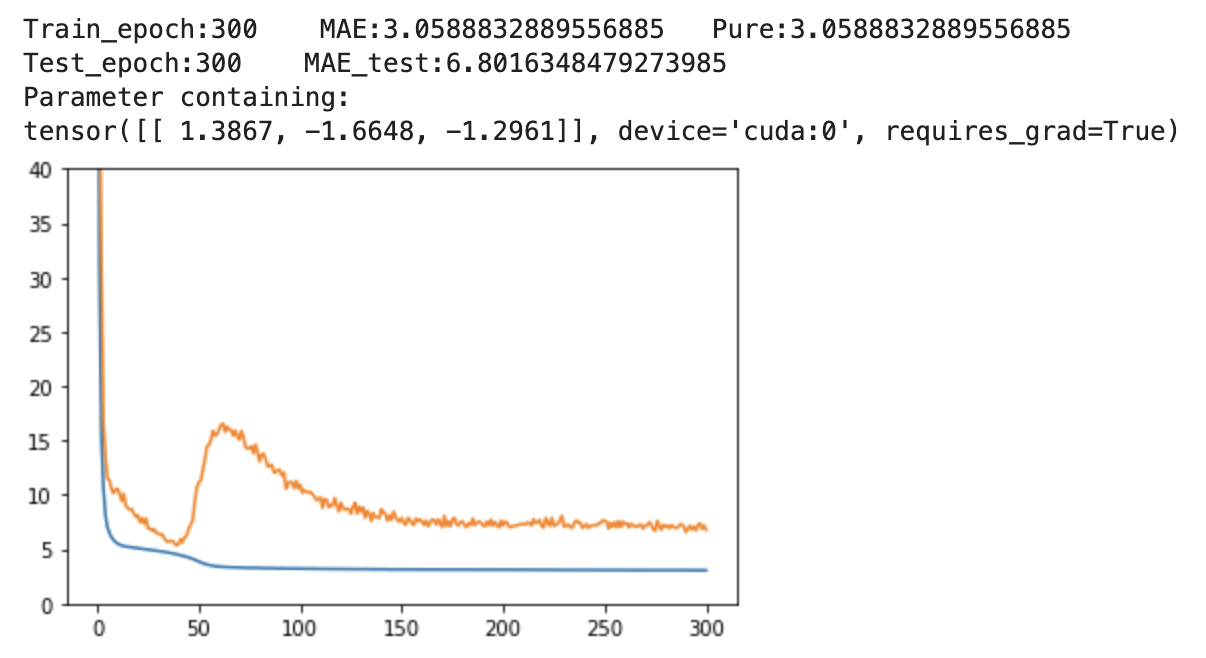 Train_epoch:300    MAE:3.0588832889556885   Pure:3.0588832889556885
Test_epoch:300    MAE_test:6.8016348479273985
Parameter containing:
tensor([[ 1.3867, −1.6648, −1.2961]], device='cuda:0', requires_grad=True)
40
35
30
25
20
15
10
5
0
0 50 100 150 200 250 300